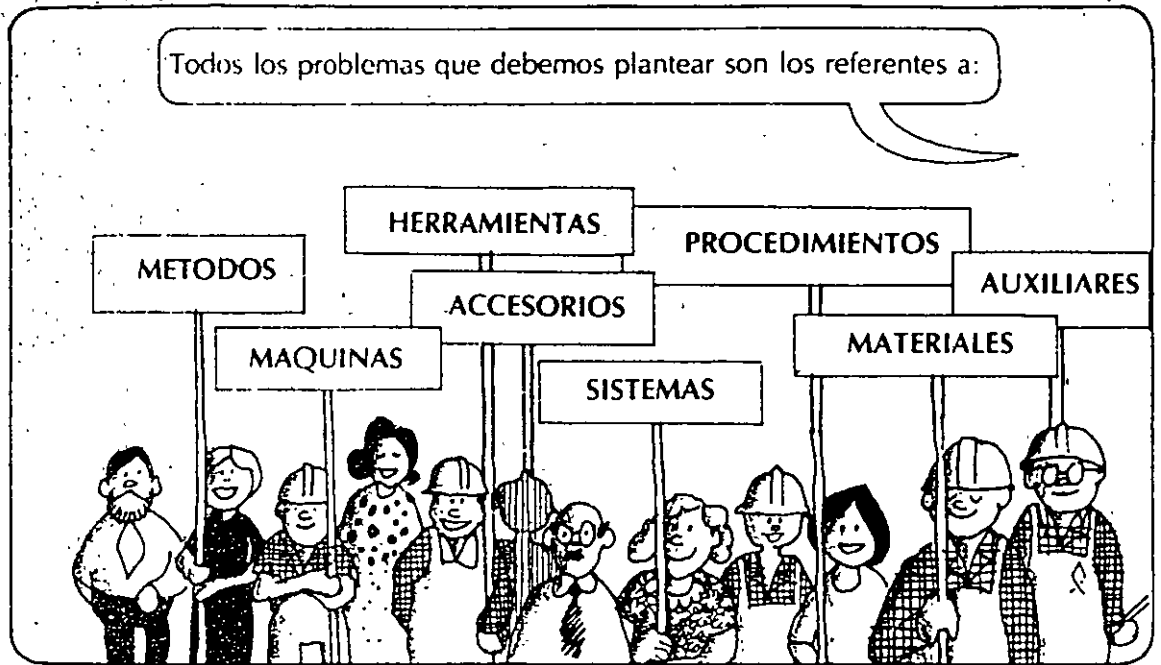 Todos los problemas que debemos plantear son los referentes a:
HERRAMIENTAS
PROCEDIMIENTOS
METODOS
AUXILIARES
ACCESORIOS
MAQUINAS
MATERIALES
SISTEMAS